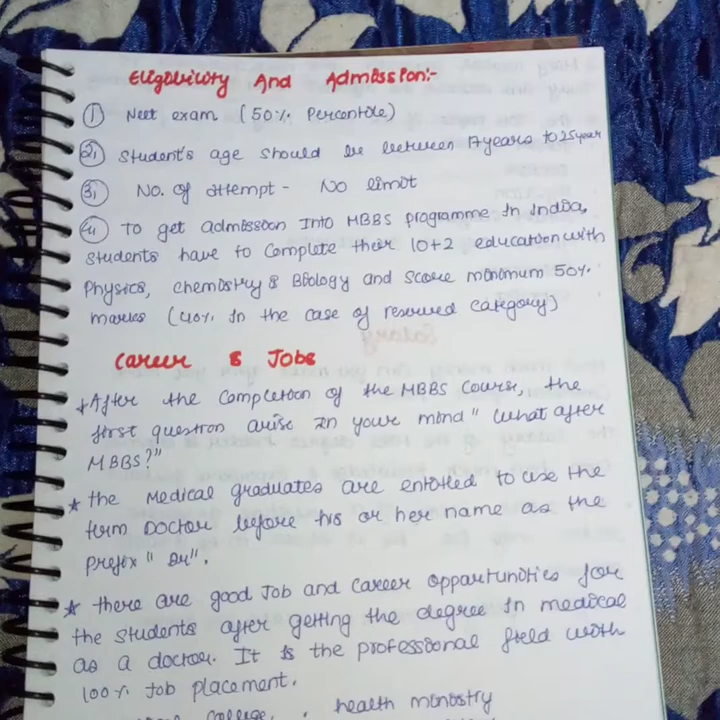 Eligibility And Admission:-
① Neet exam (50% Percentile)
②, Student's age should be between 17years to 25year
③, No. of attempt - No limit
④, To get admission Into MBBS programme In India,
students have to complete their 10+2 education with
Physics, chemistry & Biology and Score minimum 50%
marks (40% In the case of reserved category)
Career & Jobs
* After the completion of the MBBS course, the
first question arise In your mind "what after
MBBS?"
* the Medical graduates are entitled to use the
term Doctor before his or her name as the
prefix "Dr".
* there are good Job and career opportunities for
the students after getting the degree In medical
as a doctor. It Is the professional field with
100% Job placement.
college, . health ministry